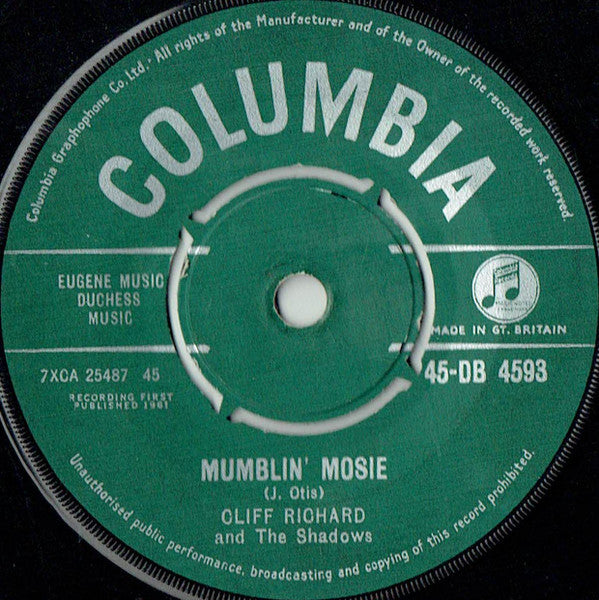 Columbia Graphophone Co. Ltd. · All rights of the Manufacturer and of the Owner of the recorded work reserved.
COLUMBIA
EUGENE MUSIC
DUCHESS
MUSIC
MADE IN GT. BRITAIN
7XCA 25487 45
45-DB 4593
RECORDING FIRST
PUBLISHED 1961
MUMBLIN' MOSIE
(J. Otis)
CLIFF RICHARD
and The Shadows
Unauthorised public performance, broadcasting and copying of this record prohibited.